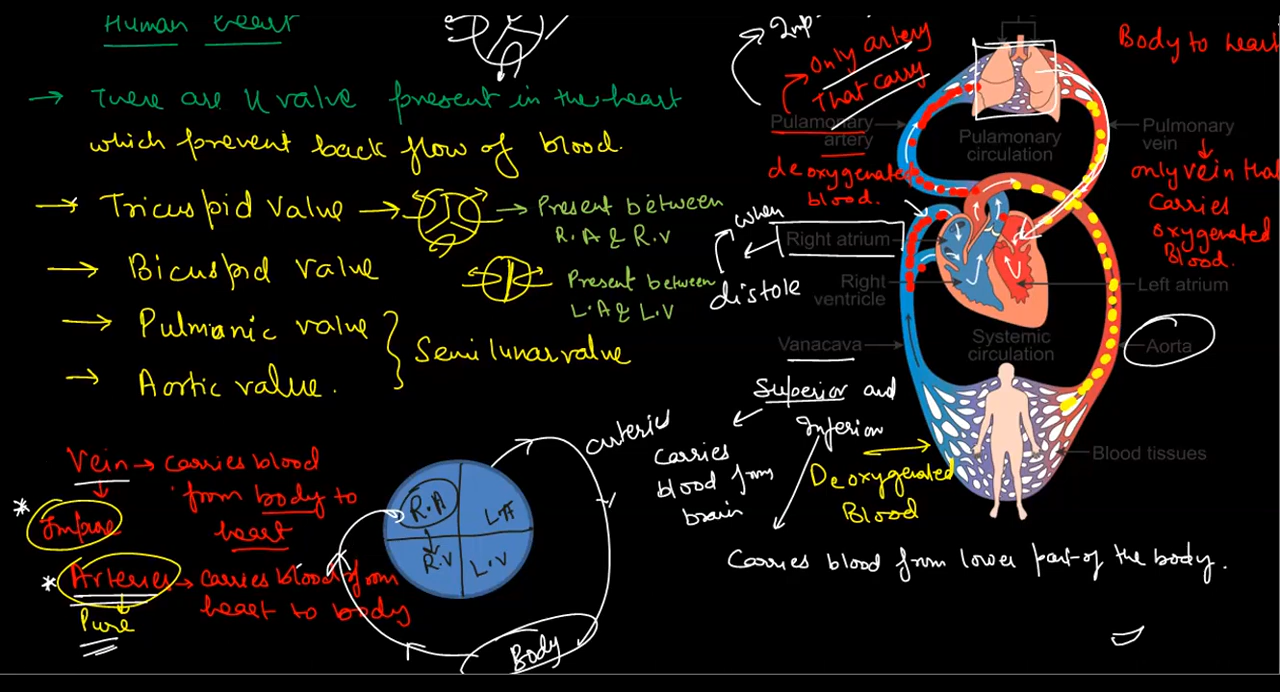 Human heart
→ There are 4 value present in the heart
which prevent back flow of blood.
→ Tricuspid Value → → Present between
R.A & R.V
→ Bicuspid value
Present between
L.A & L.V
→ Pulmanic value
→ Aortic value.
Semilunarvalue
Vein → Carries blood
from body to
heart
* Impure
* Arteries → Carries blood from
heart to body
Pure
R.A
L.A
R.V
L.V
Body
arteries
Imp
Only artery
That carry
Pulamonary
artery
deoxygenated
blood.
when
distole
Right atrium
Right
ventricle
Vanacava
Superior and
Inferior
Carries
blood from
brain
Deoxygenated
Blood
Carries blood from lower part of the body.
Pulamonary
circulation
Systemic
circulation
Body to heart
Pulmonary
vein
only vein that
Carries
oxygenated
Blood.
Left atrium
Aorta
Blood tissues